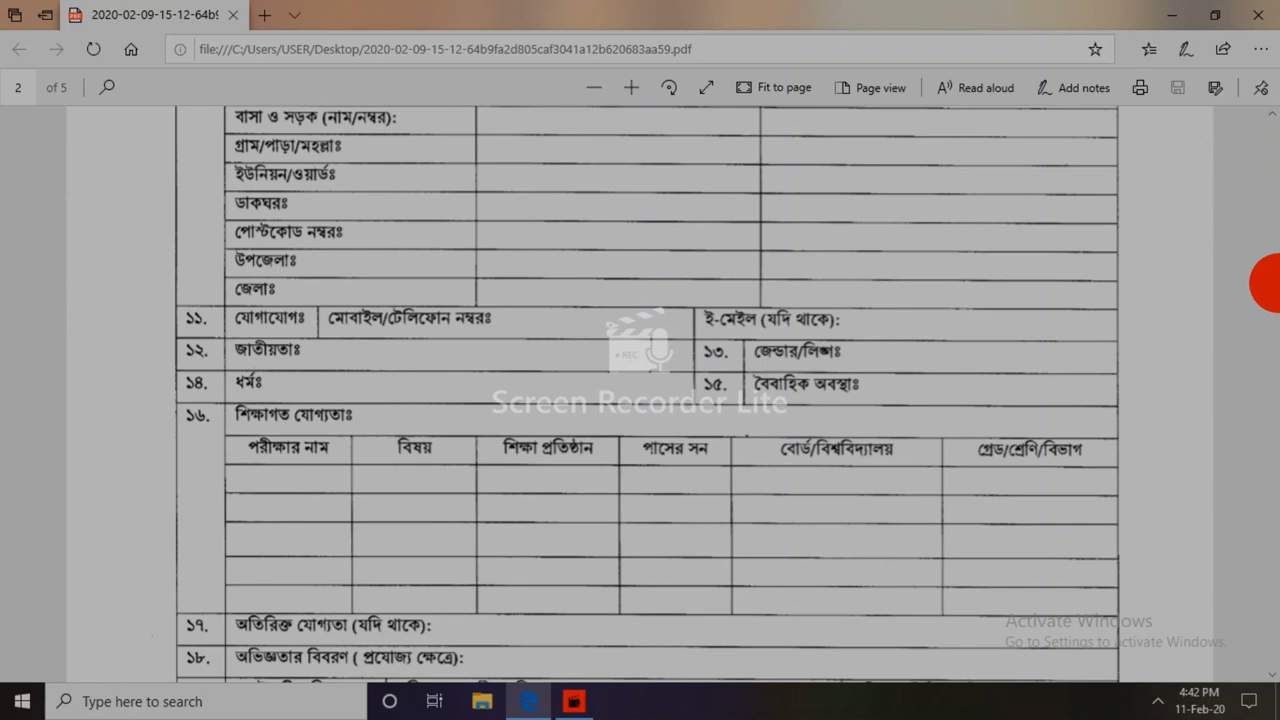 2020-02-09-15-12-64b9
file:///C:/Users/USER/Desktop/2020-02-09-15-12-64b9fa2d805caf3041a12b620683aa59.pdf
2 of 5 Fit to page Page view Read aloud Add notes
বাসা ও সড়ক (নাম/নম্বর):
গ্রাম/পাড়া/মহল্লাঃ
ইউনিয়ন/ওয়ার্ডঃ
ডাকঘরঃ
পোস্টকোড নম্বরঃ
উপজেলাঃ
জেলাঃ
১১. যোগাযোগঃ মোবাইল/টেলিফোন নম্বরঃ ই-মেইল (যদি থাকে):
১২. জাতীয়তাঃ ১৩. জেন্ডার/লিঙ্গঃ
১৪. ধর্মঃ ১৫. বৈবাহিক অবস্থাঃ
REC
Screen Recorder Lite
১৬. শিক্ষাগত যোগ্যতাঃ
পরীক্ষার নাম বিষয় শিক্ষা প্রতিষ্ঠান পাসের সন বোর্ড/বিশ্ববিদ্যালয় গ্রেড/শ্রেণি/বিভাগ
১৭. অতিরিক্ত যোগ্যতা (যদি থাকে):
১৮. অভিজ্ঞতার বিবরণ ( প্রযোজ্য ক্ষেত্রে):
Activate Windows
Go to Settings to Activate Windows.
Type here to search
4:42 PM
11-Feb-20